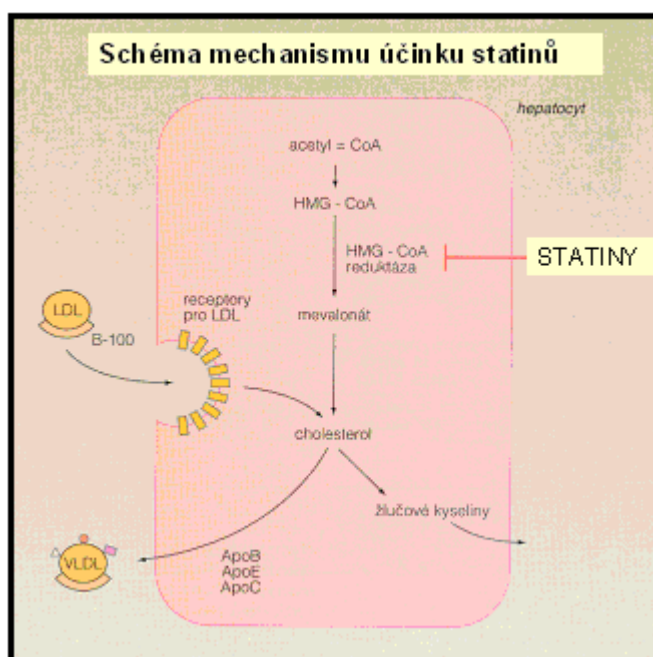 Schéma mechanismu účinku statinů
hepatocyt
acetyl = CoA
HMG - CoA
HMG - CoA
reduktáza
STATINY
receptory
pro LDL
LDL
B-100
mevalonát
cholesterol
žlučové kyseliny
VLDL
ApoB
ApoE
ApoC